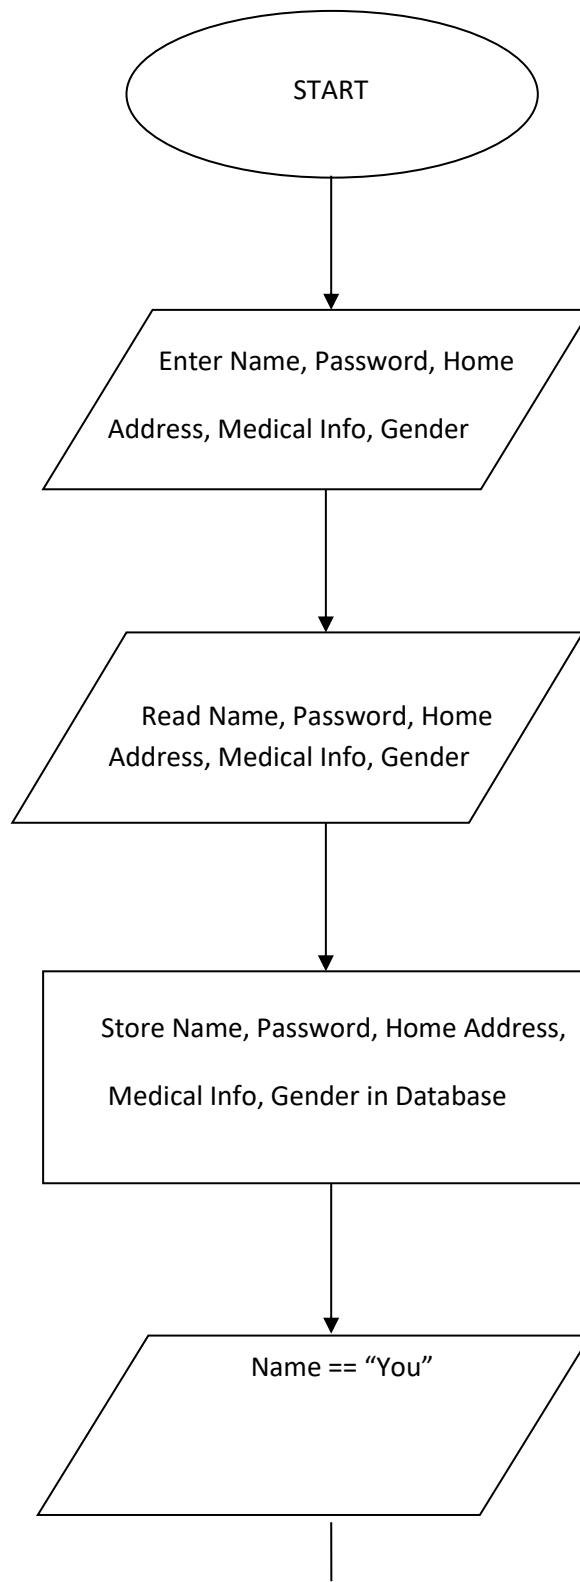 START
Enter Name, Password, Home
Address, Medical Info, Gender
Read Name, Password, Home
Address, Medical Info, Gender
Store Name, Password, Home Address,
Medical Info, Gender in Database
Name == “You”